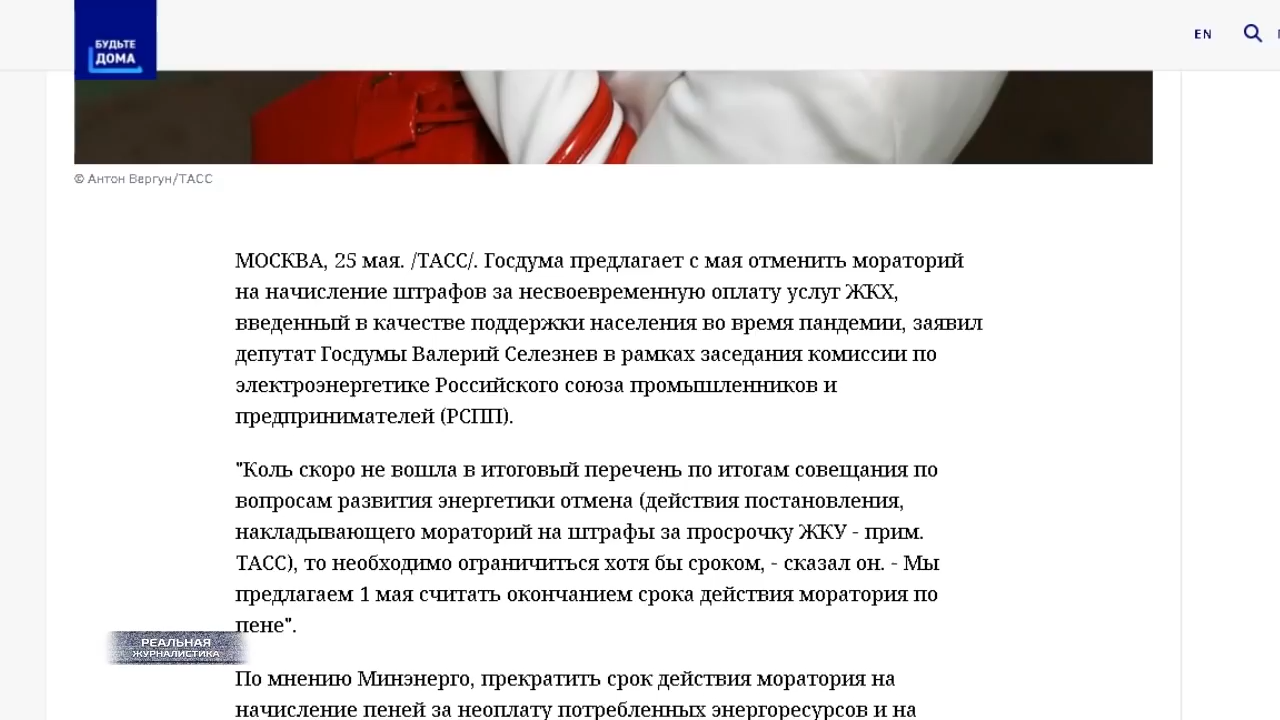 БУДЬТЕ
ДОМА
EN
© Антон Вергун/ТАСС
МОСКВА, 25 мая. /ТАСС/. Госдума предлагает с мая отменить мораторий
на начисление штрафов за несвоевременную оплату услуг ЖКХ,
введенный в качестве поддержки населения во время пандемии, заявил
депутат Госдумы Валерий Селезнев в рамках заседания комиссии по
электроэнергетике Российского союза промышленников и
предпринимателей (РСПП).
"Коль скоро не вошла в итоговый перечень по итогам совещания по
вопросам развития энергетики отмена (действия постановления,
накладывающего мораторий на штрафы за просрочку ЖКУ - прим.
ТАСС), то необходимо ограничиться хотя бы сроком, - сказал он. - Мы
предлагаем 1 мая считать окончанием срока действия моратория по
пене".
РЕАЛЬНАЯ
ЖУРНАЛИСТИКА
По мнению Минэнерго, прекратить срок действия моратория на
начисление пеней за неоплату потребленных энергоресурсов и на